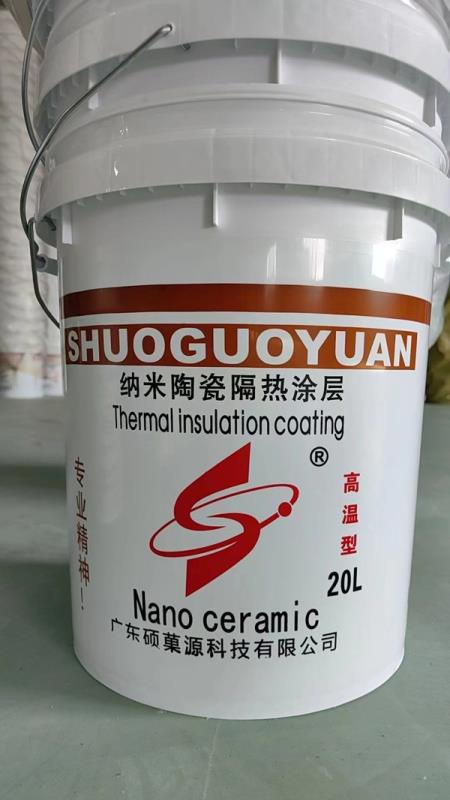 SHUOGUOYUAN
纳米陶瓷隔热涂层
Thermal insulation coating
®
专业精神！
高温型
20L
Nano ceramic
广东硕菓源科技有限公司